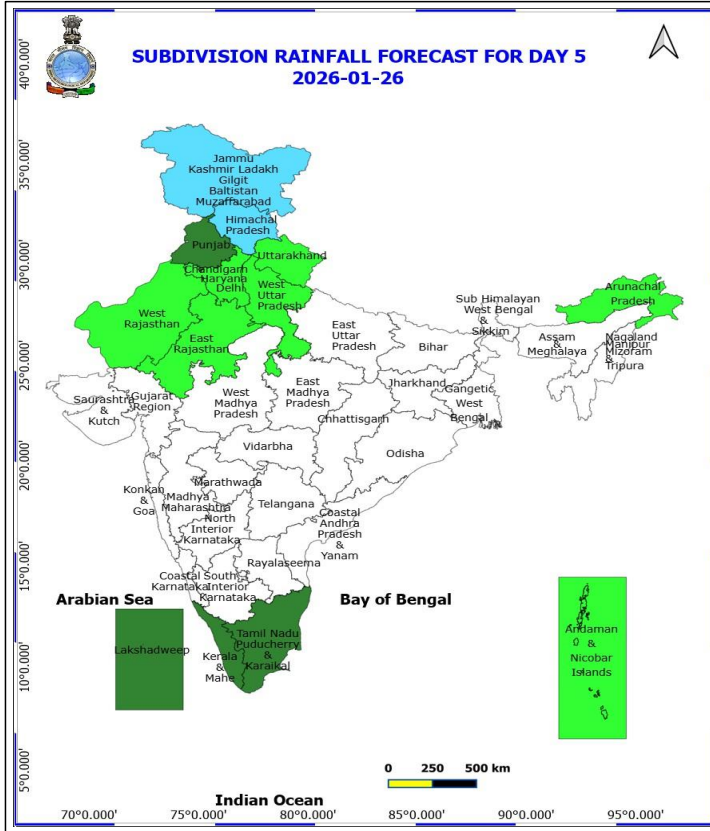 SUBDIVISION RAINFALL FORECAST FOR DAY 5
2026-01-26
40°0.000'
35°0.000'
30°0.000'
25°0.000'
20°0.000'
15°0.000'
10°0.000'
5°0.000'
Jammu
Kashmir Ladakh
Gilgit
Baltistan
Muzaffarabad
Himachal
Pradesh
Punjab
Uttarakhand
Chandigarh
Haryana
Delhi
West
Uttar
Pradesh
West
Rajasthan
East
Rajasthan
East
Uttar
Pradesh
Bihar
Sub Himalayan
West Bengal
&
Sikkim
Arunachal
Pradesh
Assam
&
Meghalaya
Nagaland
Manipur
Mizoram
&
Tripura
Saurashtra
&
Kutch
Gujarat
Region
West
Madhya
Pradesh
East
Madhya
Pradesh
Jharkhand
Gangetic
West
Bengal
Chhattisgarh
Odisha
Vidarbha
Konkan
&
Goa
Madhya
Maharashtra
Marathwada
Telangana
North
Interior
Karnataka
Coastal
Andhra
Pradesh
&
Yanam
Rayalaseema
Coastal
Karnataka
South
Interior
Karnataka
Arabian Sea
Bay of Bengal
Lakshadweep
Kerala
&
Mahe
Tamil Nadu
Puducherry
&
Karaikal
Andaman
&
Nicobar
Islands
0 250 500 km
Indian Ocean
70°0.000' 75°0.000' 80°0.000' 85°0.000' 90°0.000' 95°0.000'